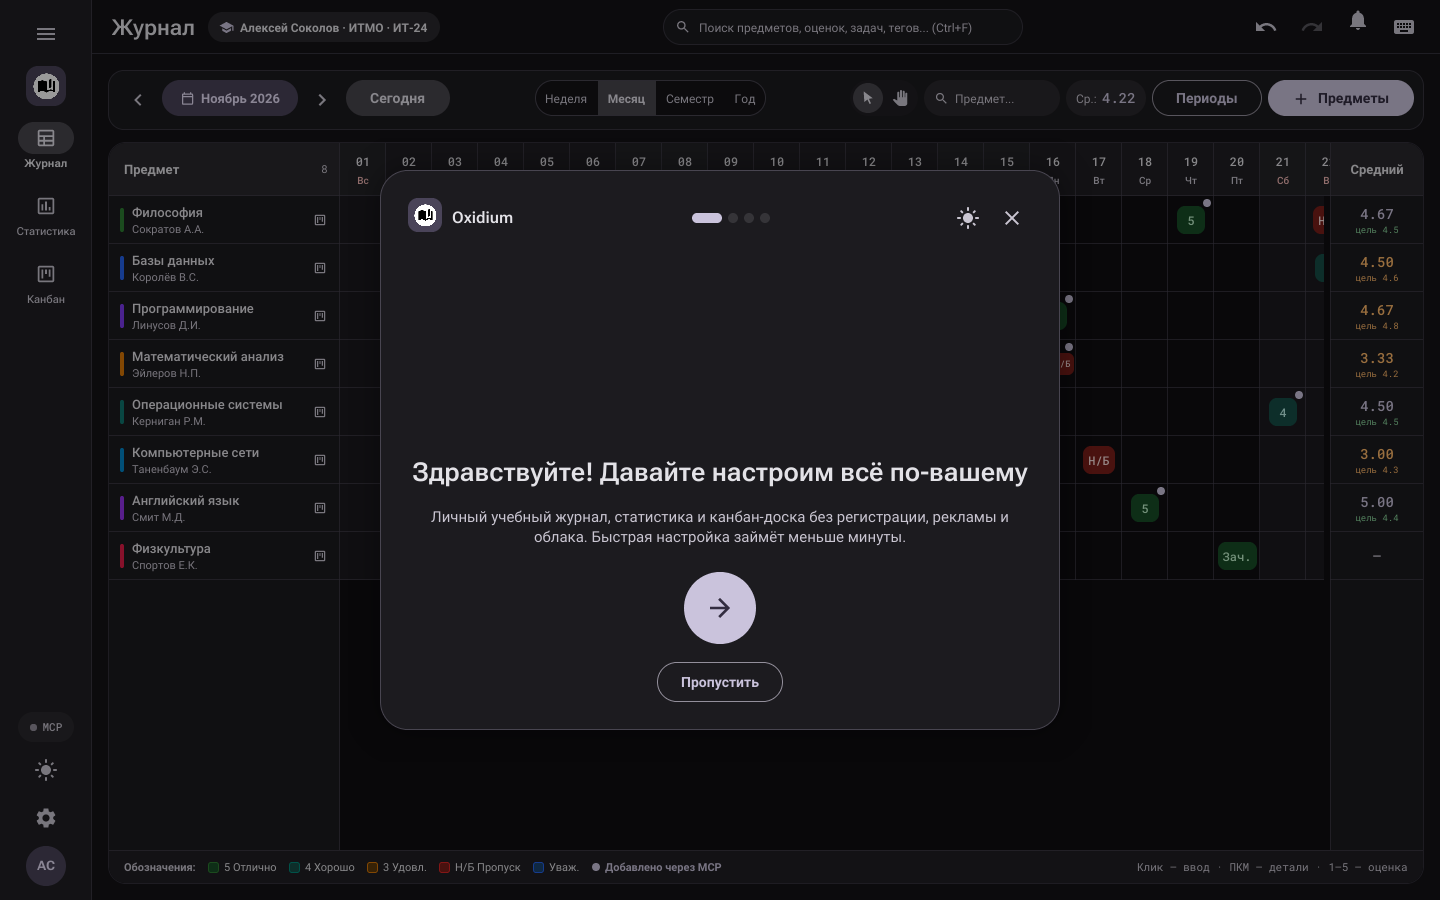 Журнал
Алексей Соколов · ИТМО · ИТ-24
Поиск предметов, оценок, задач, тегов... (Ctrl+F)
Ноябрь 2026
Сегодня
Неделя Месяц Семестр Год
Предмет...
Ср.: 4.22
Периоды
Предметы
Журнал
Статистика
Канбан
MCP
АС
Предмет 8
01 02 03 04 05 06 07 08 09 10 11 12 13 14 15 16 17 18 19 20 21
Вс Вт Ср Чт Пт Сб
Средний
Философия
Сократов А.А.
5
4.67
цель 4.5
Базы данных
Королёв В.С.
4.50
цель 4.6
Программирование
Линусов Д.И.
4.67
цель 4.8
Математический анализ
Эйлеров Н.П.
3.33
цель 4.2
Операционные системы
Керниган Р.М.
4
4.50
цель 4.5
Компьютерные сети
Таненбаум Э.С.
Н/Б
3.00
цель 4.3
Английский язык
Смит М.Д.
5
5.00
цель 4.4
Физкультура
Спортов Е.К.
Зач.
—
Oxidium
Здравствуйте! Давайте настроим всё по-вашему
Личный учебный журнал, статистика и канбан-доска без регистрации, рекламы и
облака. Быстрая настройка займёт меньше минуты.
Пропустить
Обозначения: 5 Отлично 4 Хорошо 3 Удовл. Н/Б Пропуск Уваж. Добавлено через MCP
Клик — ввод · ПКМ — детали · 1–5 — оценка